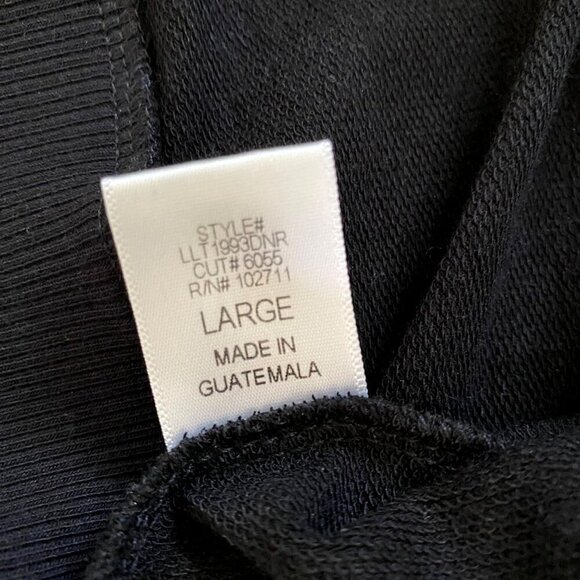 STYLE#
LLT1993DNR
CUT# 6055
R/N# 102711
LARGE
MADE IN
GUATEMALA